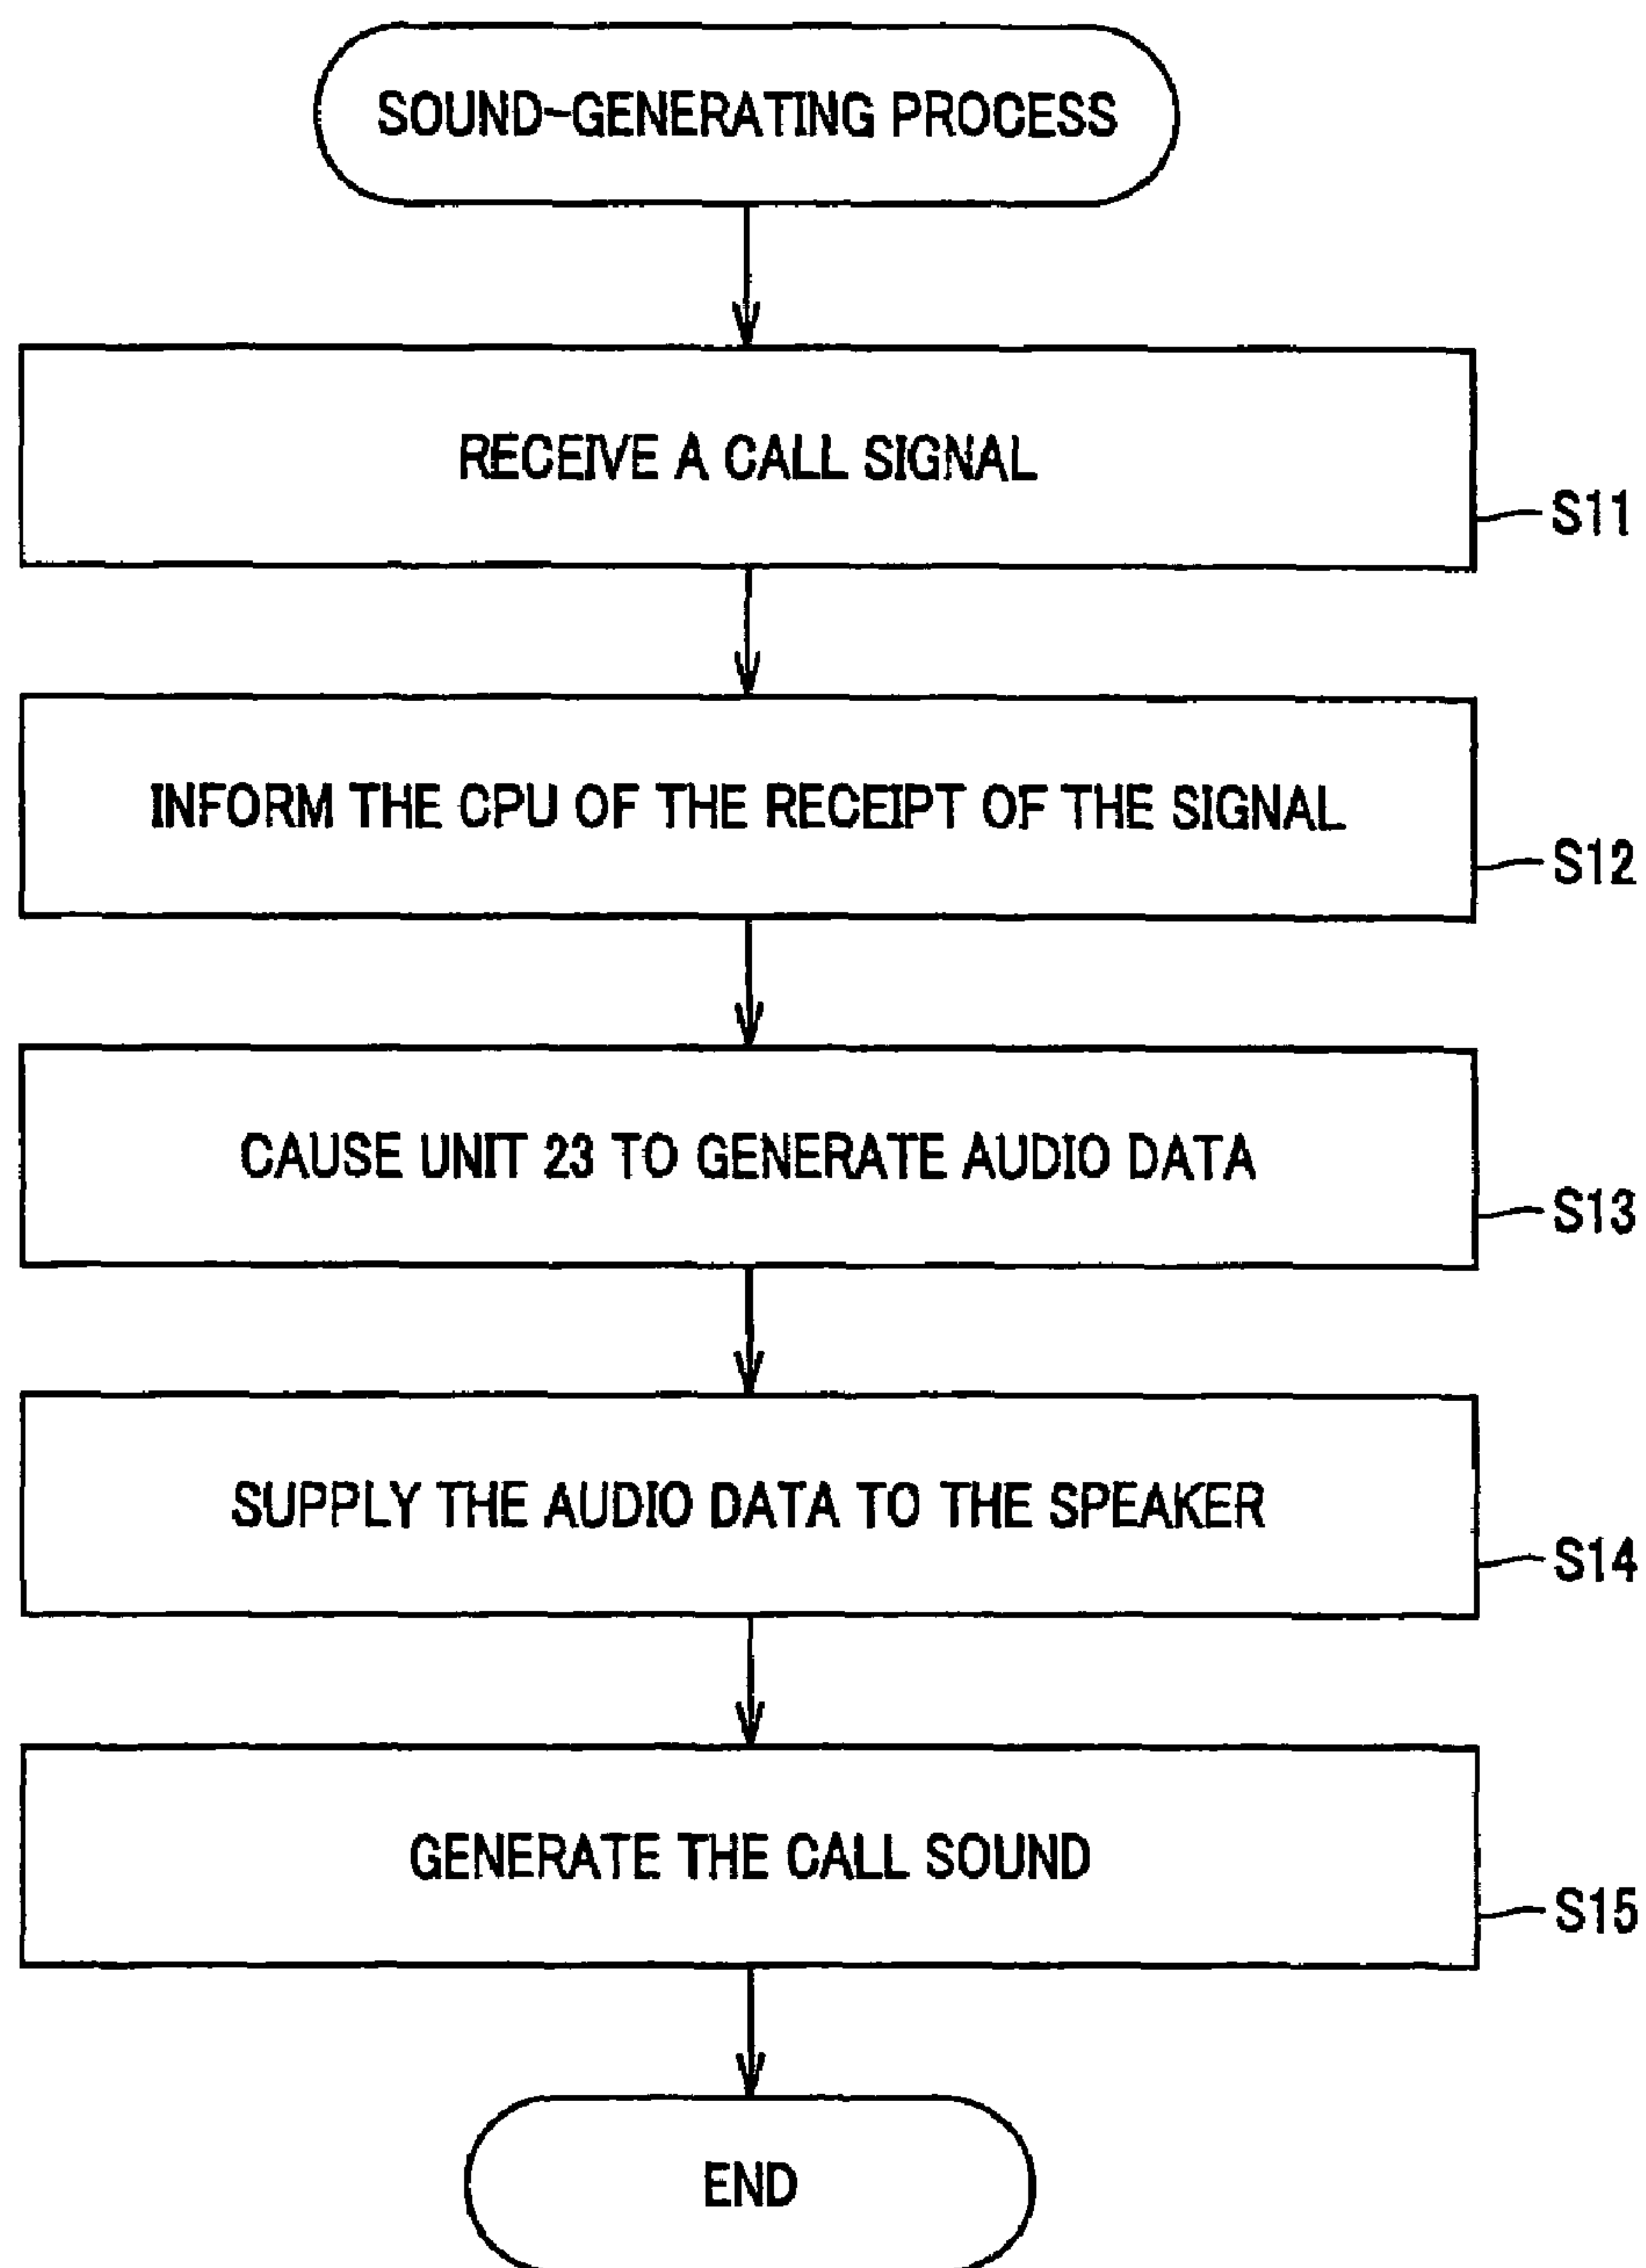 SOUND-GENERATING PROCESS
RECEIVE A CALL SIGNAL
S11
INFORM THE CPU OF THE RECEIPT OF THE SIGNAL
S12
CAUSE UNIT 23 TO GENERATE AUDIO DATA
S13
SUPPLY THE AUDIO DATA TO THE SPEAKER
S14
GENERATE THE CALL SOUND
S15
END